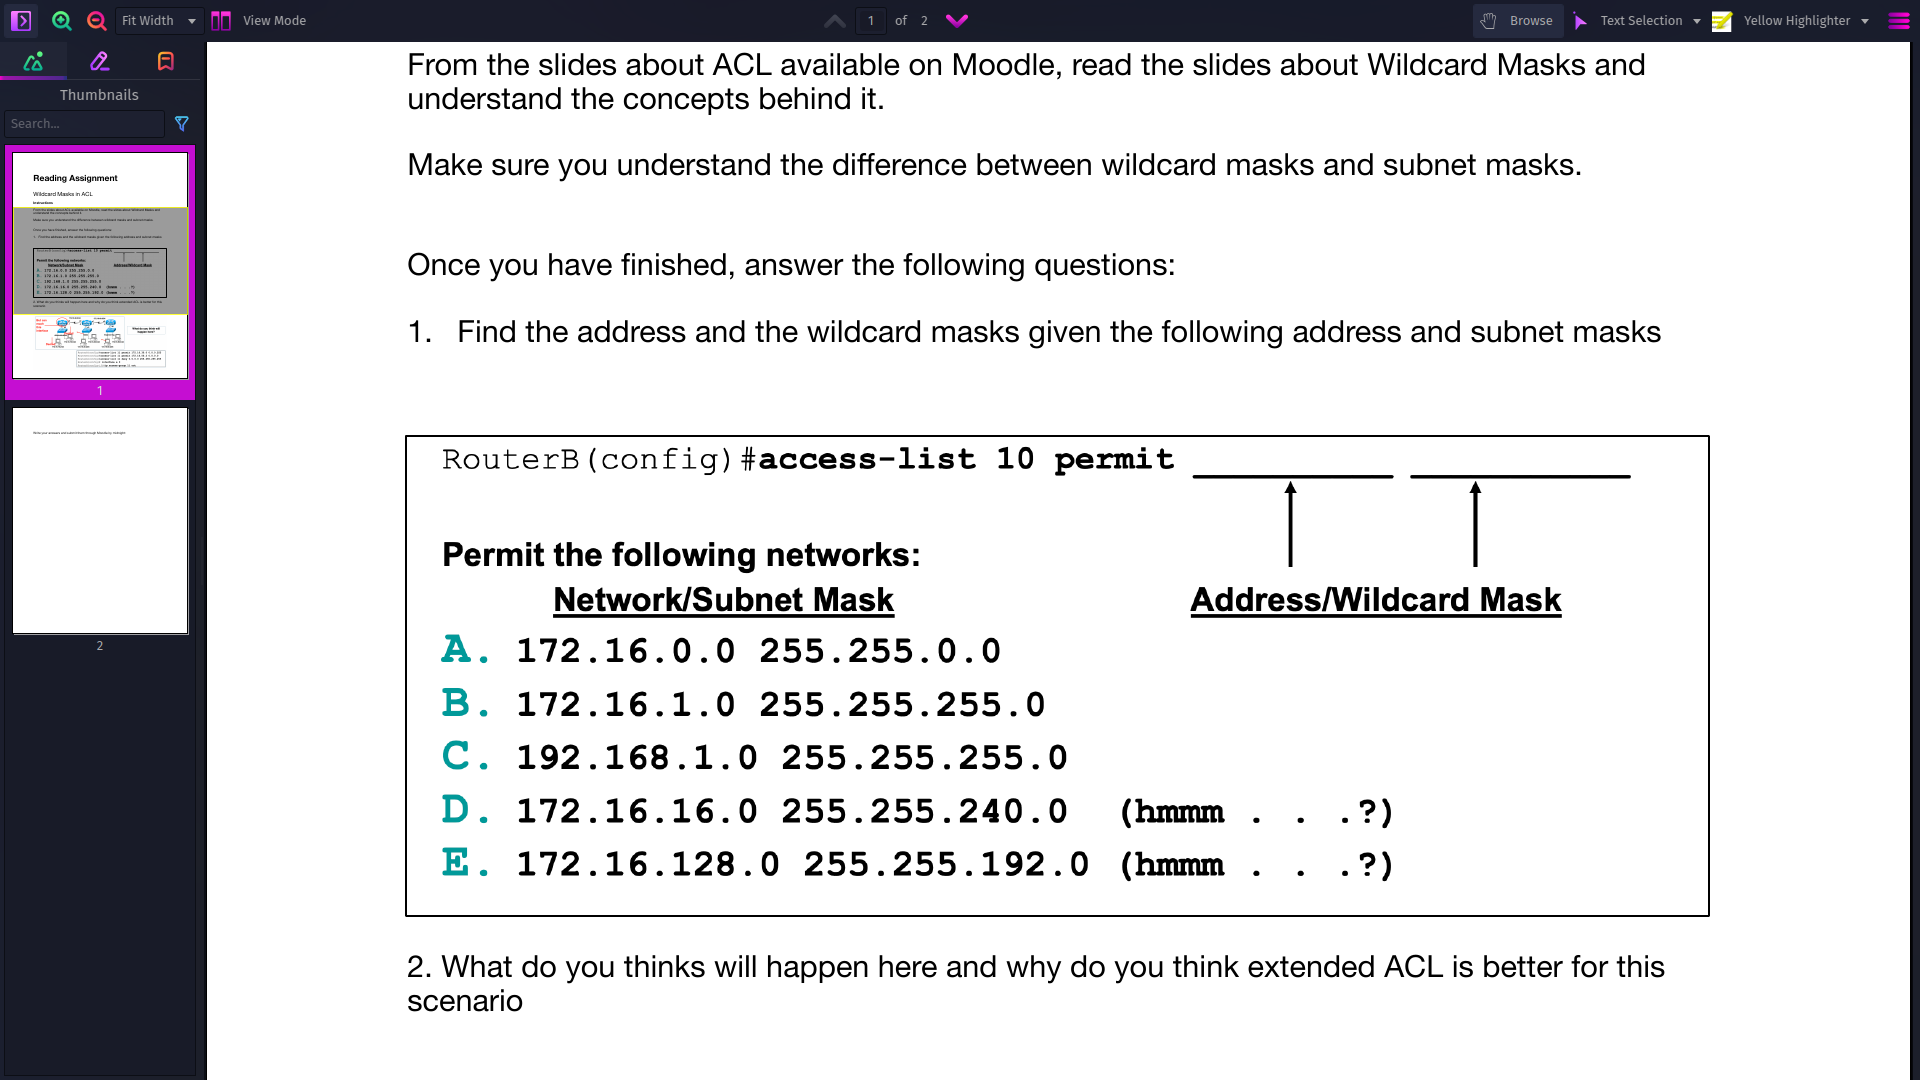 Fit Width
View Mode
1 of 2
Browse
Text Selection
Yellow Highlighter
Thumbnails
Search...
Reading Assignment
Wildcard Masks in ACL
1
2
From the slides about ACL available on Moodle, read the slides about Wildcard Masks and
understand the concepts behind it.
Make sure you understand the difference between wildcard masks and subnet masks.
Once you have finished, answer the following questions:
1. Find the address and the wildcard masks given the following address and subnet masks
RouterB(config)#access-list 10 permit
Permit the following networks:
Network/Subnet Mask Address/Wildcard Mask
A. 172.16.0.0 255.255.0.0
B. 172.16.1.0 255.255.255.0
C. 192.168.1.0 255.255.255.0
D. 172.16.16.0 255.255.240.0 (hmmm . . .?)
E. 172.16.128.0 255.255.192.0 (hmmm . . .?)
2. What do you thinks will happen here and why do you think extended ACL is better for this
scenario